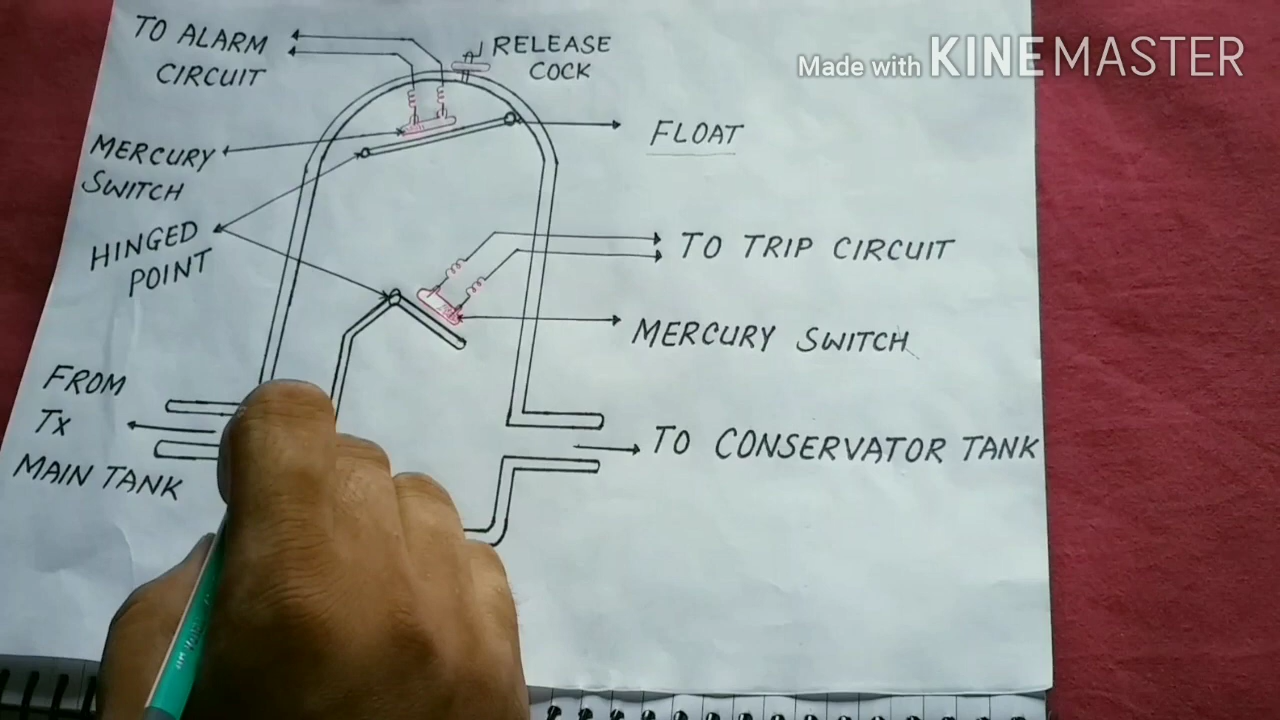 TO ALARM
CIRCUIT
RELEASE
COCK
Made with KINEMASTER
MERCURY
SWITCH
FLOAT
HINGED
POINT
TO TRIP CIRCUIT
MERCURY SWITCH
FROM
Tx
MAIN TANK
TO CONSERVATOR TANK